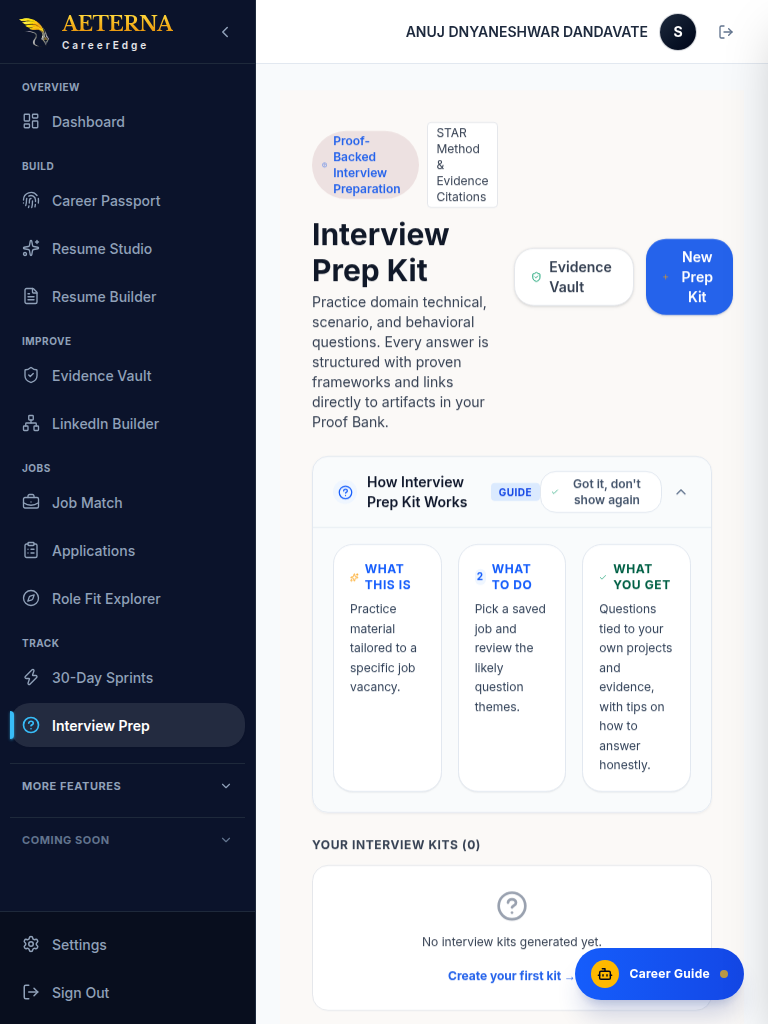 AETERNA
CareerEdge
ANUJ DNYANESHWAR DANDAVATE
S
OVERVIEW
Dashboard
BUILD
Career Passport
Resume Studio
Resume Builder
IMPROVE
Evidence Vault
LinkedIn Builder
JOBS
Job Match
Applications
Role Fit Explorer
TRACK
30-Day Sprints
Interview Prep
MORE FEATURES
COMING SOON
Settings
Sign Out
Proof-
Backed
Interview
Preparation
STAR
Method
&
Evidence
Citations
Interview
Prep Kit
Practice domain technical,
scenario, and behavioral
questions. Every answer is
structured with proven
frameworks and links
directly to artifacts in your
Proof Bank.
Evidence
Vault
New
Prep
Kit
How Interview
Prep Kit Works
GUIDE
Got it, don't
show again
WHAT
THIS IS
Practice
material
tailored to a
specific job
vacancy.
2
WHAT
TO DO
Pick a saved
job and
review the
likely
question
themes.
WHAT
YOU GET
Questions
tied to your
own projects
and
evidence,
with tips on
how to
answer
honestly.
YOUR INTERVIEW KITS (0)
No interview kits generated yet.
Create your first kit →
Career Guide